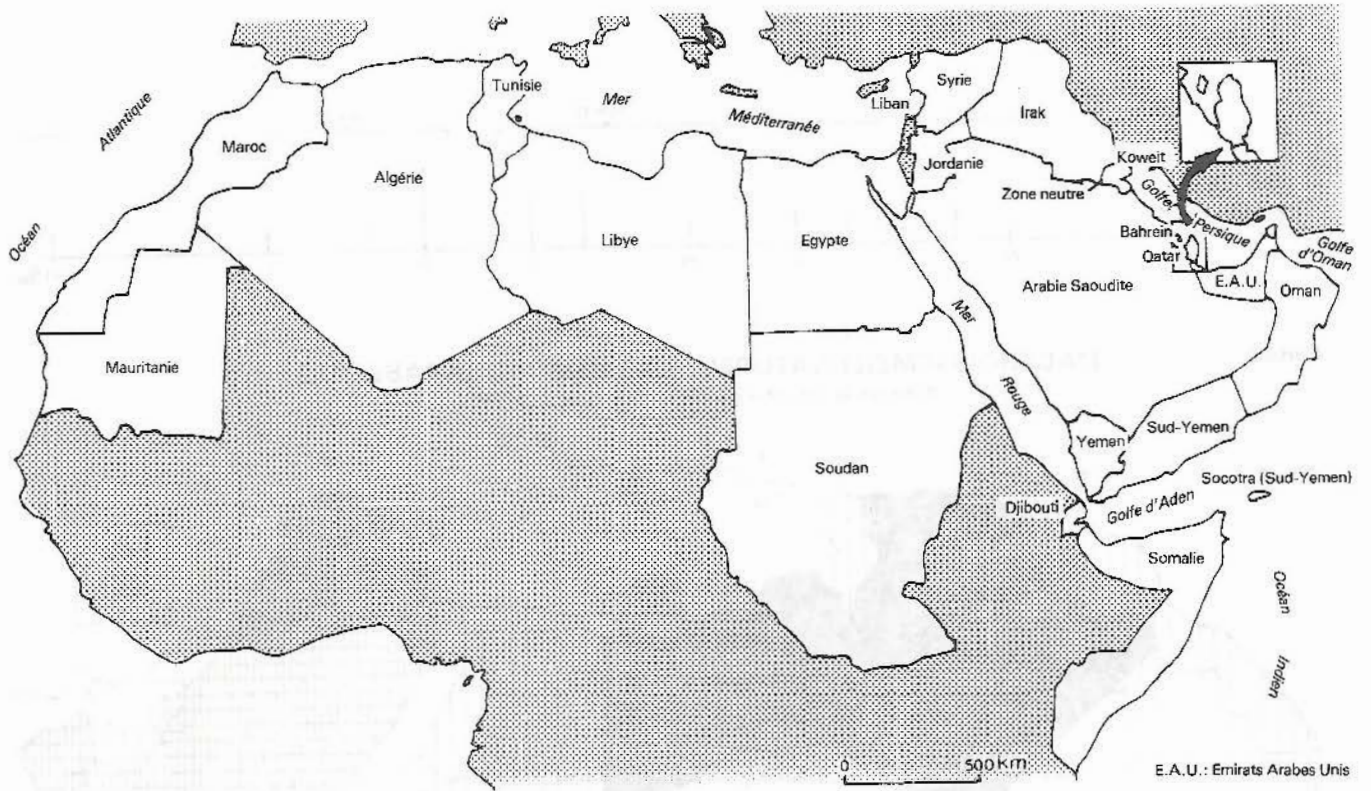 Tunisie
Mer
Méditerranée
Liban
Syrie
Irak
Atlantique
Maroc
Algérie
Jordanie
Koweit
Zone neutre
Golfe
Persique
Océan
Libye
Egypte
Bahrein
Qatar
Golfe
d'Oman
E.A.U.
Oman
Arabie Saoudite
Mer
Rouge
Mauritanie
Soudan
Yemen
Sud-Yemen
Socotra (Sud-Yemen)
Djibouti
Golfe d'Aden
Somalie
Océan
Indien
0 500km
E.A.U.: Emirats Arabes Unis